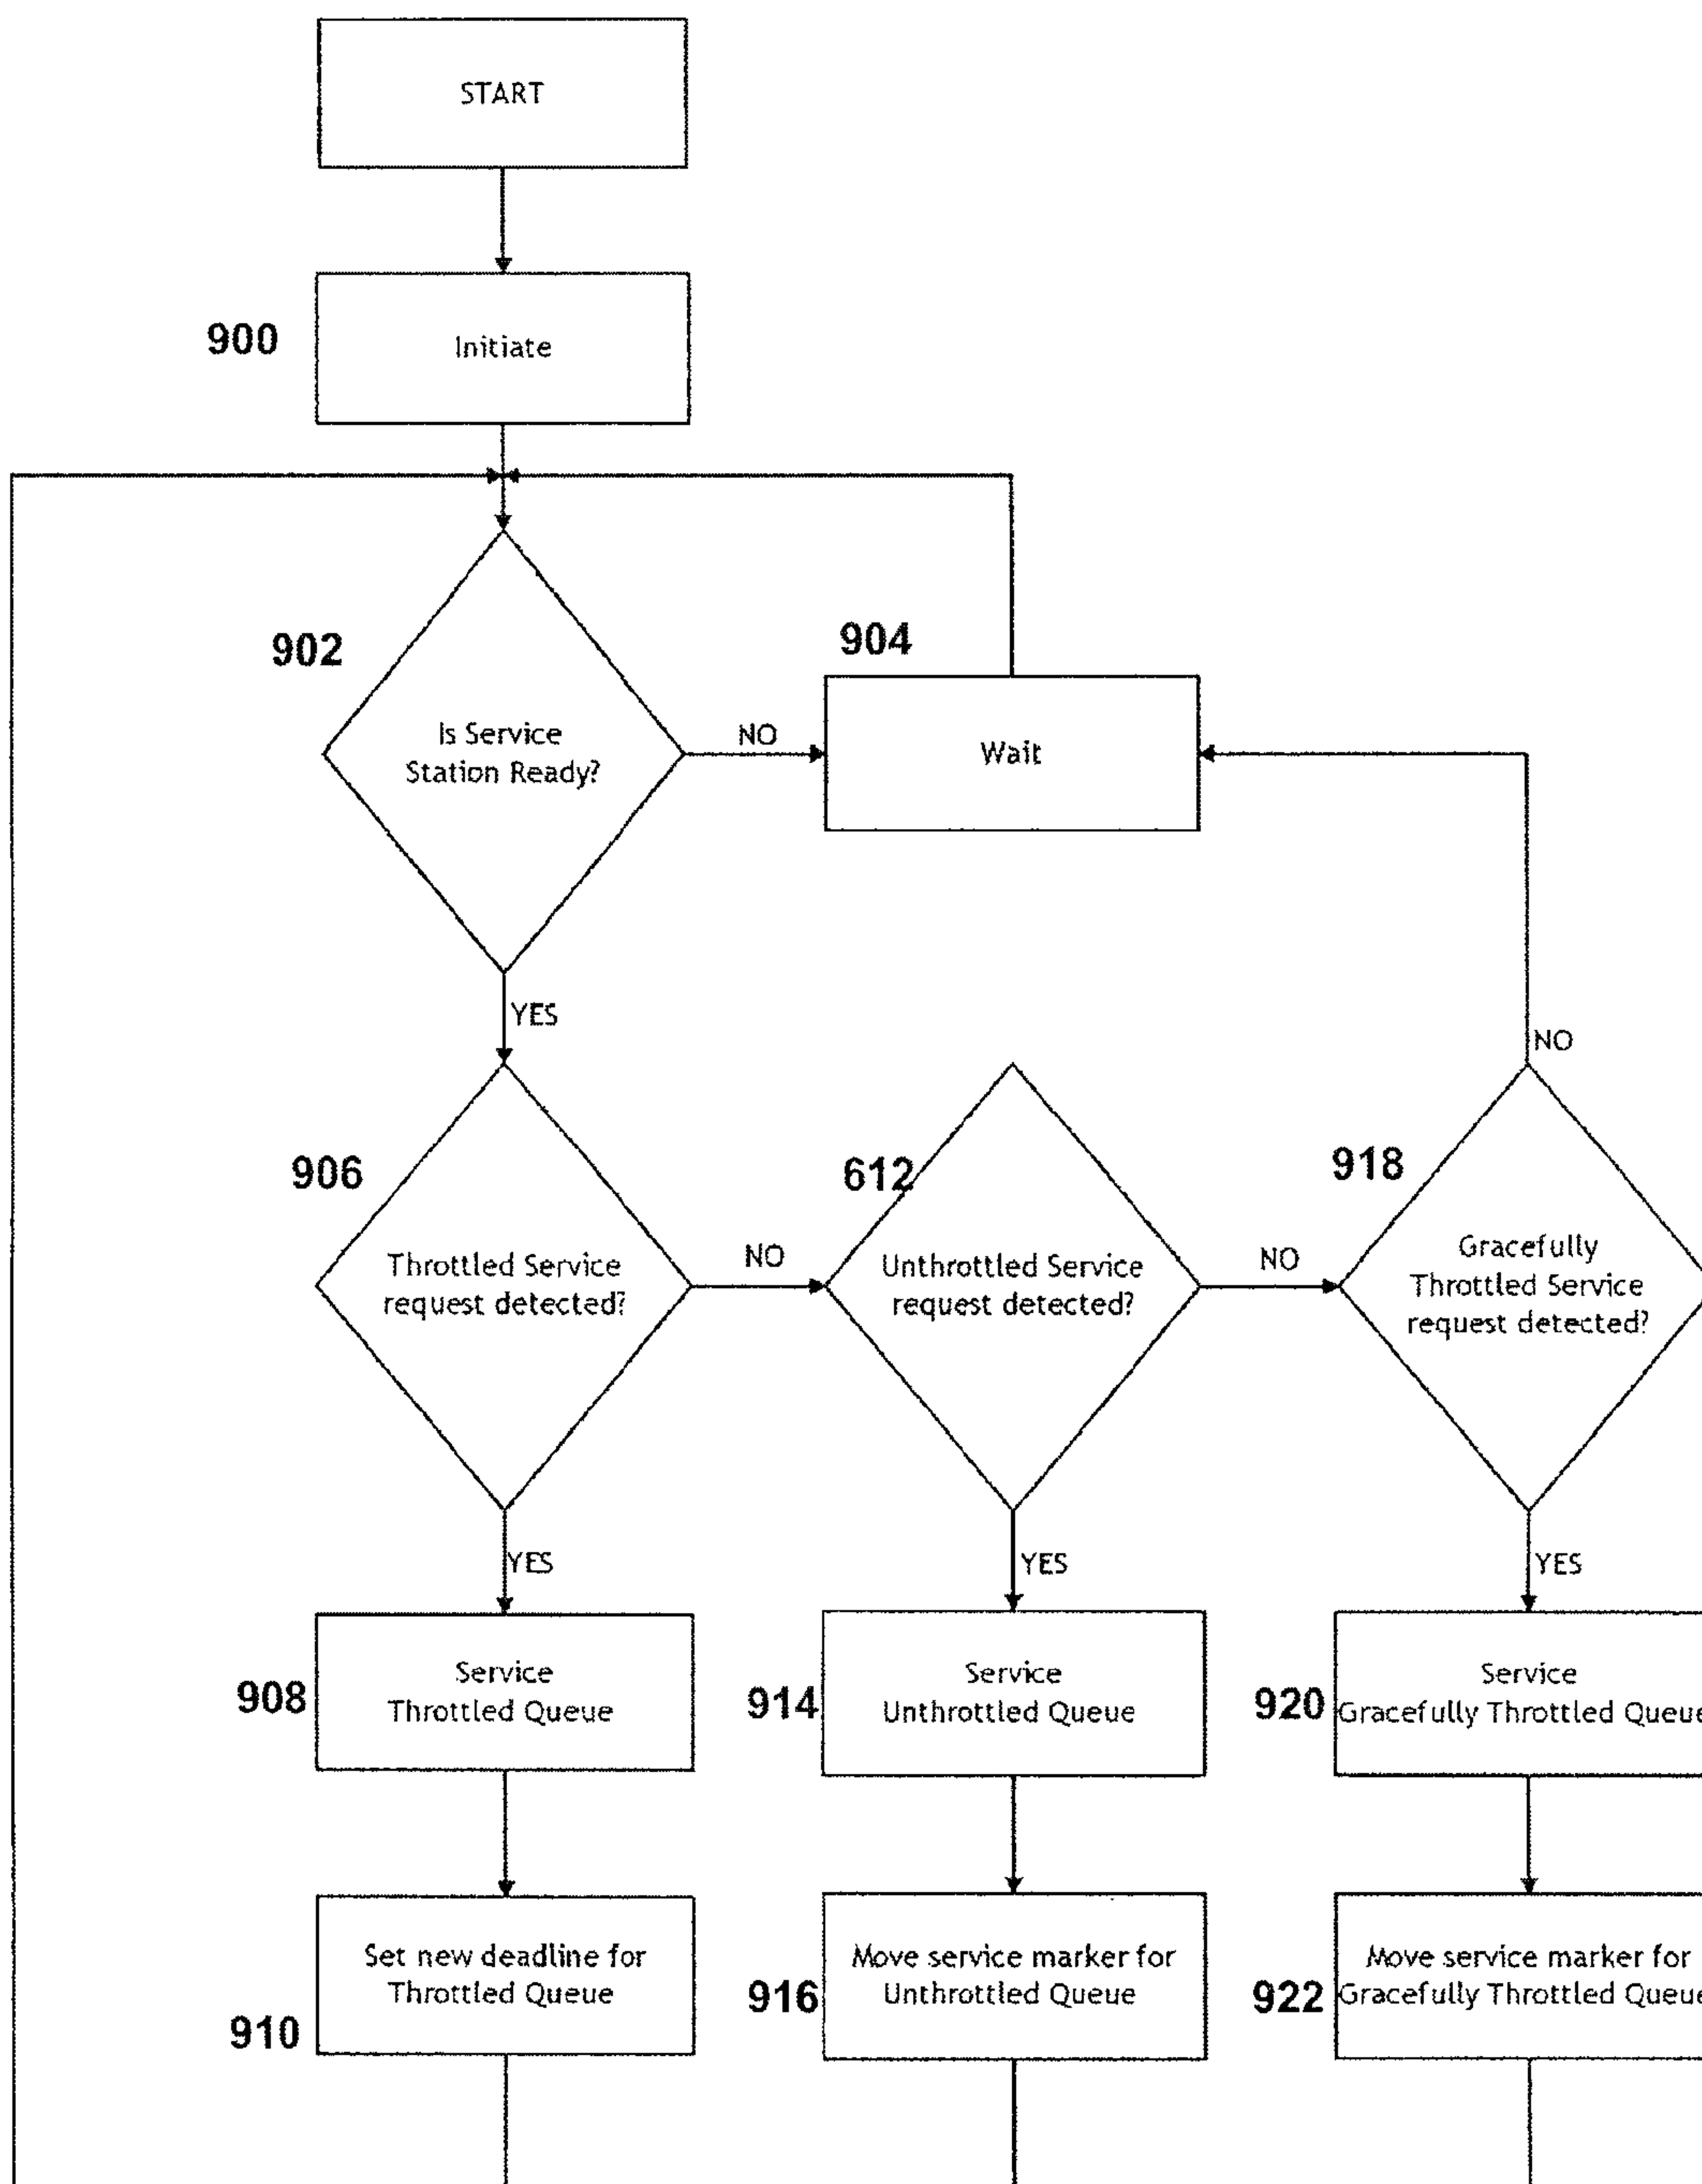 START
900
Initiate
902
Is Service
Station Ready?
NO
904
Wait
YES
906
Throttled Service
request detected?
NO
612
Unthrottled Service
request detected?
NO
918
Gracefully
Throttled Service
request detected?
NO
YES
YES
YES
908
Service
Throttled Queue
914
Service
Unthrottled Queue
920
Service
Gracefully Throttled Queue
910
Set new deadline for
Throttled Queue
916
Move service marker for
Unthrottled Queue
922
Move service marker for
Gracefully Throttled Queue